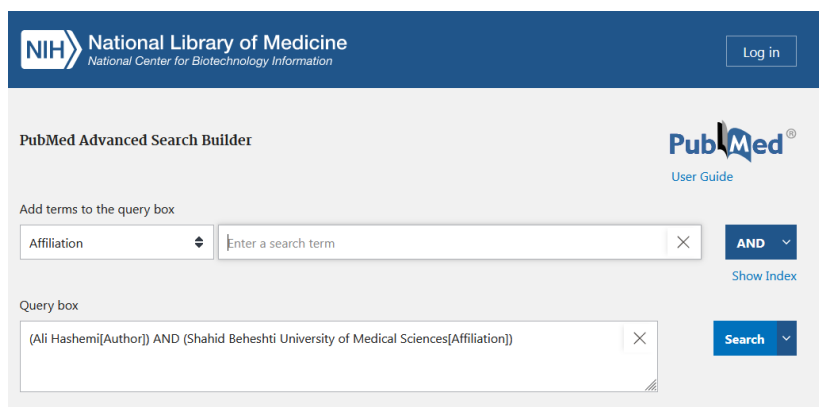 NIH National Library of Medicine
National Center for Biotechnology Information
Log in
PubMed Advanced Search Builder
PubMed®
User Guide
Add terms to the query box
Affiliation Enter a search term AND
Show Index
Query box
(Ali Hashemi[Author]) AND (Shahid Beheshti University of Medical Sciences[Affiliation]) Search